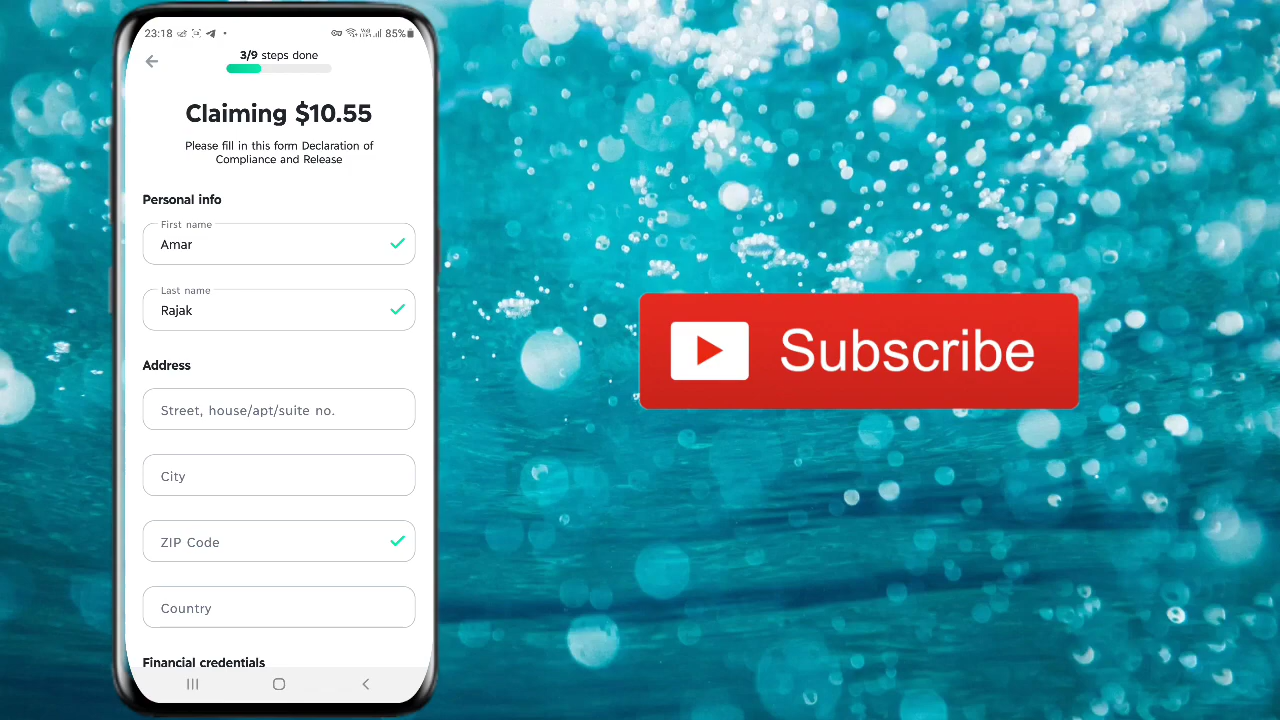 23:18
85%
3/9 steps done
Claiming $10.55
Please fill in this form Declaration of
Compliance and Release
Personal info
First name
Amar
Last name
Rajak
Address
Street, house/apt/suite no.
City
ZIP Code
Country
Financial credentials
Subscribe